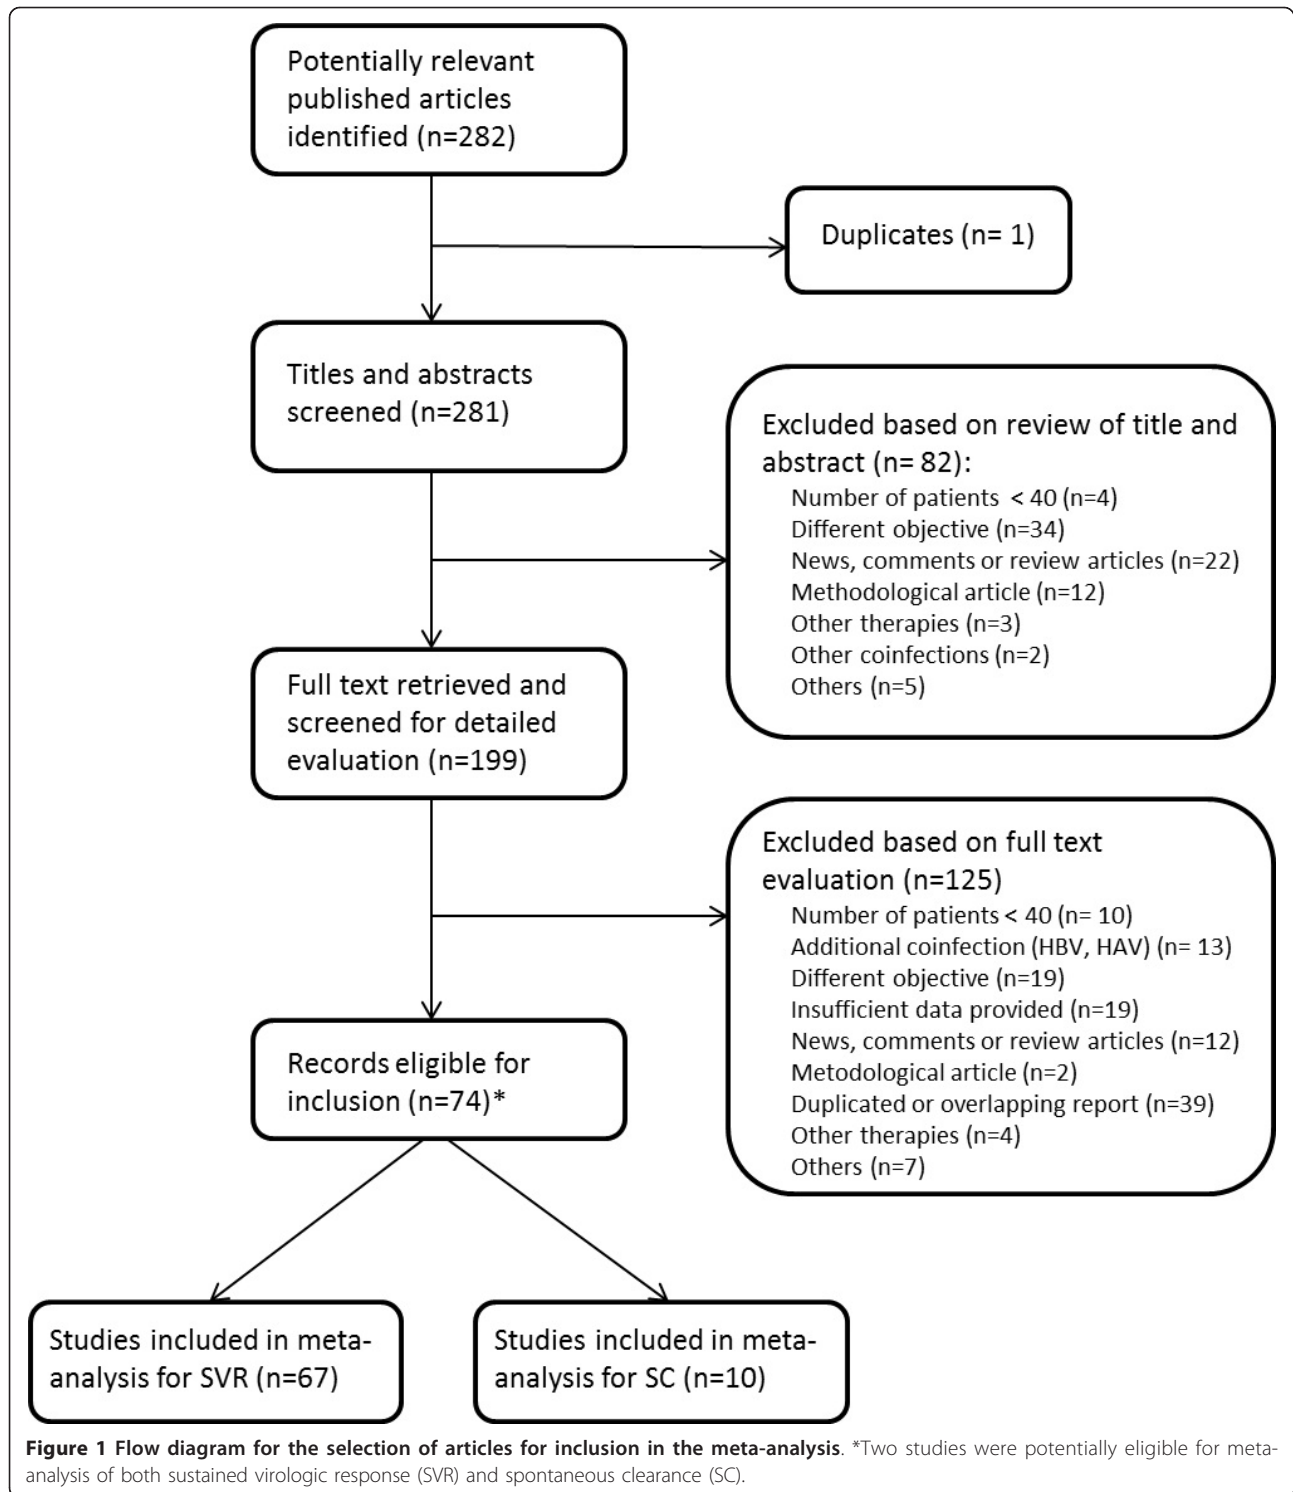 Potentially relevant
published articles
identified (n=282)
Duplicates (n= 1)
Titles and abstracts
screened (n=281)
Excluded based on review of title and
abstract (n= 82):
Number of patients < 40 (n=4)
Different objective (n=34)
News, comments or review articles (n=22)
Methodological article (n=12)
Other therapies (n=3)
Other coinfections (n=2)
Others (n=5)
Full text retrieved and
screened for detailed
evaluation (n=199)
Excluded based on full text
evaluation (n=125)
Number of patients < 40 (n= 10)
Additional coinfection (HBV, HAV) (n= 13)
Different objective (n=19)
Insufficient data provided (n=19)
News, comments or review articles (n=12)
Metodological article (n=2)
Duplicated or overlapping report (n=39)
Other therapies (n=4)
Others (n=7)
Records eligible for
inclusion (n=74)*
Studies included in meta-
analysis for SVR (n=67)
Studies included in meta-
analysis for SC (n=10)
Figure 1 Flow diagram for the selection of articles for inclusion in the meta-analysis. *Two studies were potentially eligible for meta-
analysis of both sustained virologic response (SVR) and spontaneous clearance (SC).